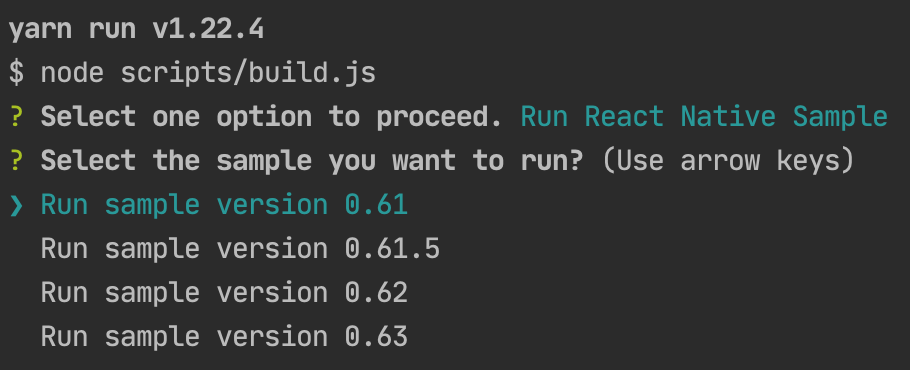 yarn run v1.22.4
$ node scripts/build.js
? Select one option to proceed. Run React Native Sample
? Select the sample you want to run? (Use arrow keys)
❯ Run sample version 0.61
Run sample version 0.61.5
Run sample version 0.62
Run sample version 0.63